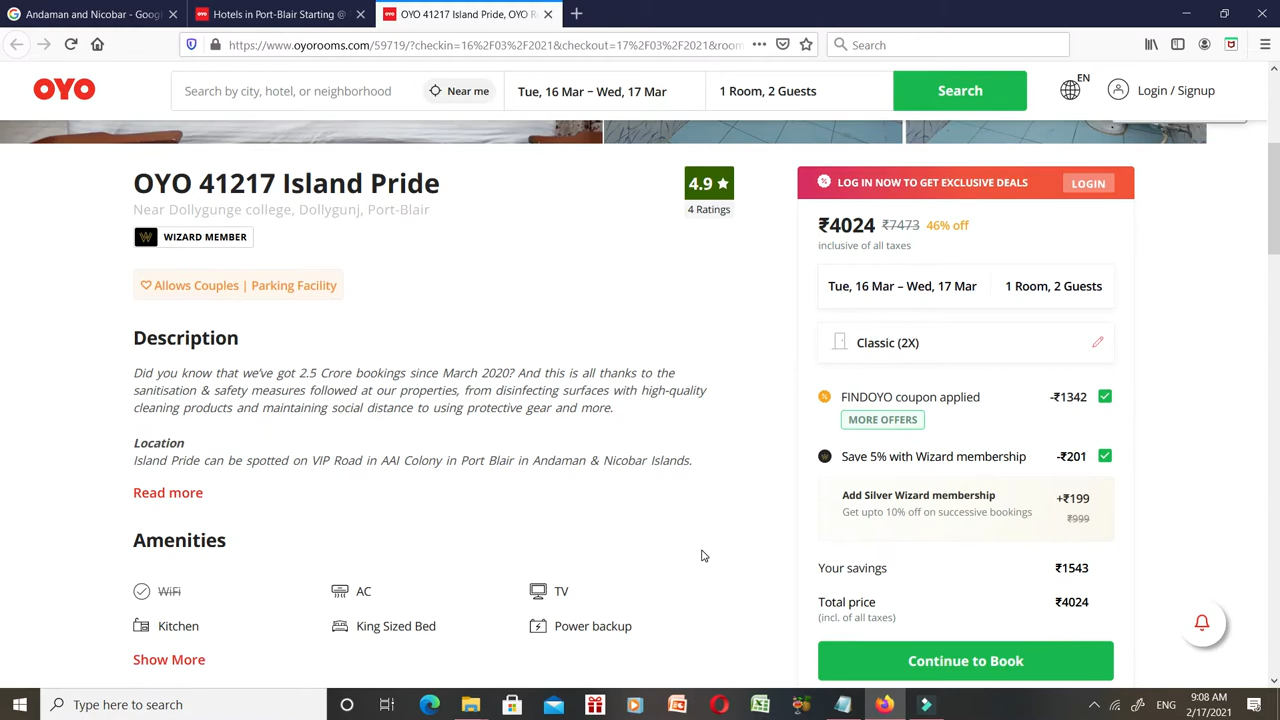 Andaman and Nicobar - Goog
Hotels in Port-Blair Starting @
OYO 41217 Island Pride, OYO R
https://www.oyorooms.com/59719/?checkin=16%2F03%2F2021&checkout=17%2F03%2F2021&room
Search
OYO
Search by city, hotel, or neighborhood
Near me
Tue, 16 Mar – Wed, 17 Mar
1 Room, 2 Guests
Search
EN
Login / Signup
OYO 41217 Island Pride
Near Dollygunge college, Dollygunj, Port-Blair
4.9 ★
4 Ratings
W WIZARD MEMBER
Allows Couples | Parking Facility
Description
Did you know that we've got 2.5 Crore bookings since March 2020? And this is all thanks to the
sanitisation & safety measures followed at our properties, from disinfecting surfaces with high-quality
cleaning products and maintaining social distance to using protective gear and more.
Location
Island Pride can be spotted on VIP Road in AAI Colony in Port Blair in Andaman & Nicobar Islands.
Read more
Amenities
WiFi
AC
TV
Kitchen
King Sized Bed
Power backup
Show More
LOG IN NOW TO GET EXCLUSIVE DEALS
LOGIN
₹4024 ₹7473 46% off
inclusive of all taxes
Tue, 16 Mar – Wed, 17 Mar
1 Room, 2 Guests
Classic (2X)
FINDOYO coupon applied -₹1342
MORE OFFERS
Save 5% with Wizard membership -₹201
Add Silver Wizard membership +₹199
Get upto 10% off on successive bookings ₹999
Your savings ₹1543
Total price ₹4024
(incl. of all taxes)
Continue to Book
Type here to search
ENG
9:08 AM
2/17/2021